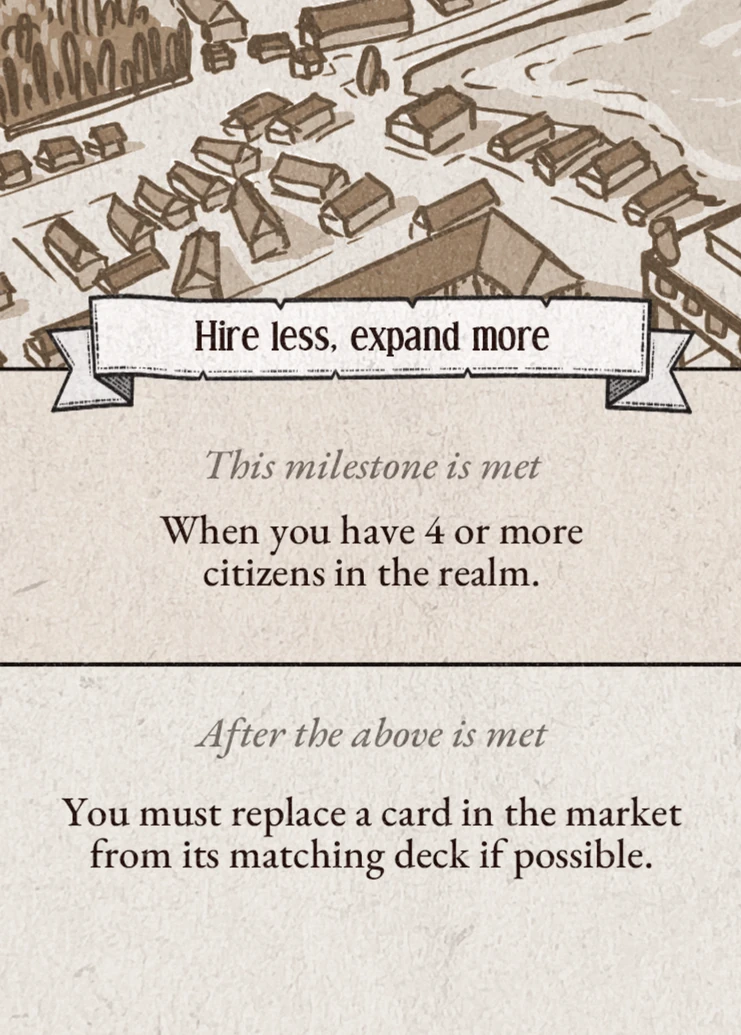 Hire less, expand more
This milestone is met
When you have 4 or more
citizens in the realm.
After the above is met
You must replace a card in the market
from its matching deck if possible.